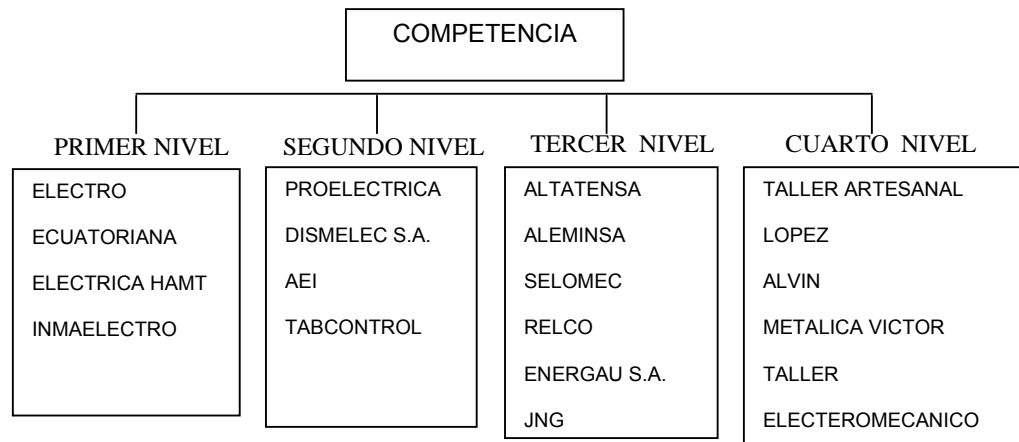 COMPETENCIA
PRIMER NIVEL
ELECTRO
ECUATORIANA
ELECTRICA HAMT
INMAELECTRO
SEGUNDO NIVEL
PROELECTRICA
DISMELEC S.A.
AEI
TABCONTROL
TERCER NIVEL
ALTATENSA
ALEMINSA
SELOMEC
RELCO
ENERGAU S.A.
JNG
CUARTO NIVEL
TALLER ARTESANAL
LOPEZ
ALVIN
METALICA VICTOR
TALLER
ELECTEROMECANICO